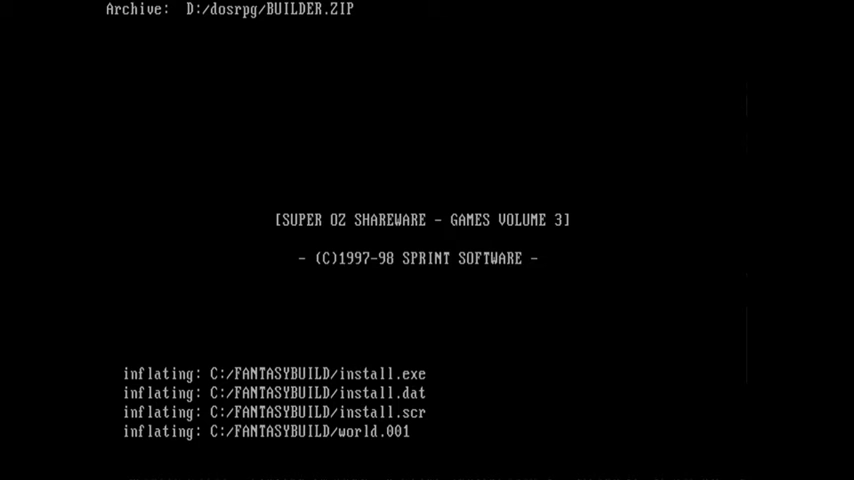 Archive:  D:/dosrpg/BUILDER.ZIP
[SUPER OZ SHAREWARE - GAMES VOLUME 3]
- (C)1997-98 SPRINT SOFTWARE -
inflating: C:/FANTASYBUILD/install.exe
inflating: C:/FANTASYBUILD/install.dat
inflating: C:/FANTASYBUILD/install.scr
inflating: C:/FANTASYBUILD/world.001